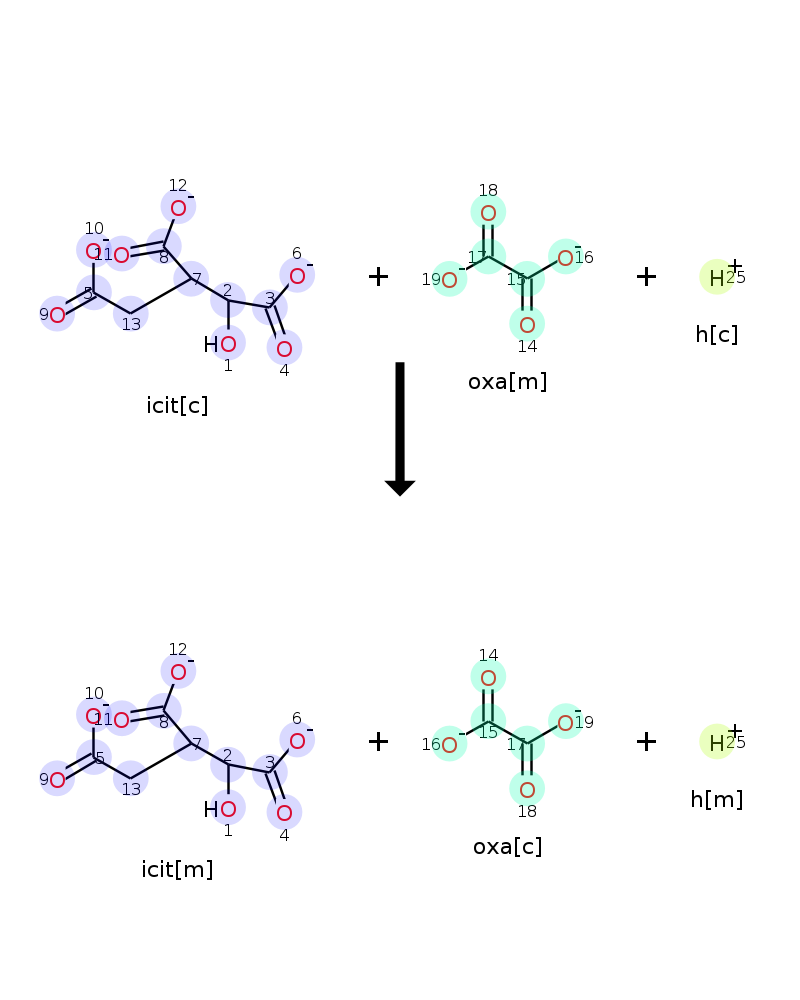 12
O-
10
O-
11 O
8
7
5
9 O
13
2
3
6
O-
HO
1
O
4
icit[c]
+
18
O
17
19 O-
15
O- 16
O
14
oxa[m]
+
H+ 25
h[c]
12
O-
10
O-
11 O
8
7
5
9 O
13
2
3
6
O-
HO
1
O
4
icit[m]
+
14
O
15
16 O-
17
O- 19
O
18
oxa[c]
+
H+ 25
h[m]